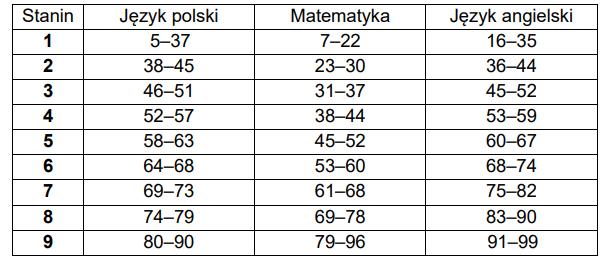 Stanin Język polski Matematyka Język angielski
1 5–37 7–22 16–35
2 38–45 23–30 36–44
3 46–51 31–37 45–52
4 52–57 38–44 53–59
5 58–63 45–52 60–67
6 64–68 53–60 68–74
7 69–73 61–68 75–82
8 74–79 69–78 83–90
9 80–90 79–96 91–99